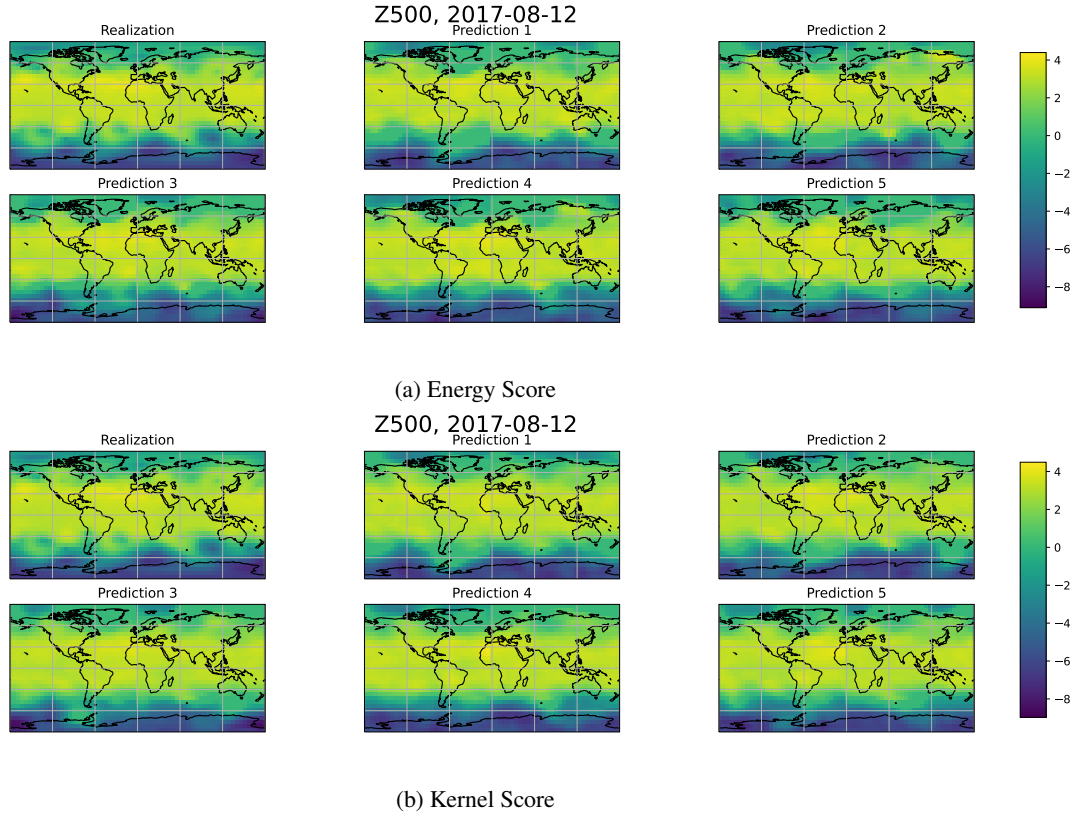 Z500, 2017-08-12
Realization
Prediction 1
Prediction 2
Prediction 3
Prediction 4
Prediction 5
4
2
0
−2
−4
−6
−8
(a) Energy Score
Z500, 2017-08-12
Realization
Prediction 1
Prediction 2
Prediction 3
Prediction 4
Prediction 5
4
2
0
−2
−4
−6
−8
(b) Kernel Score